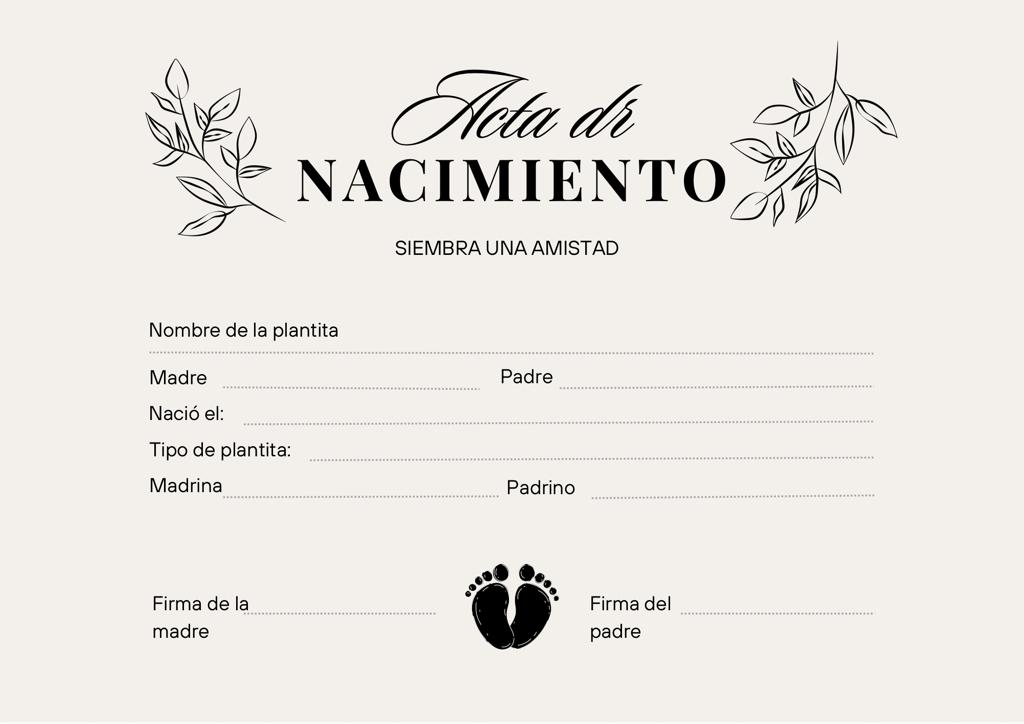 Acta dr
NACIMIENTO
SIEMBRA UNA AMISTAD
Nombre de la plantita
Madre Padre
Nació el:
Tipo de plantita:
Madrina Padrino
Firma de la Firma del
madre padre